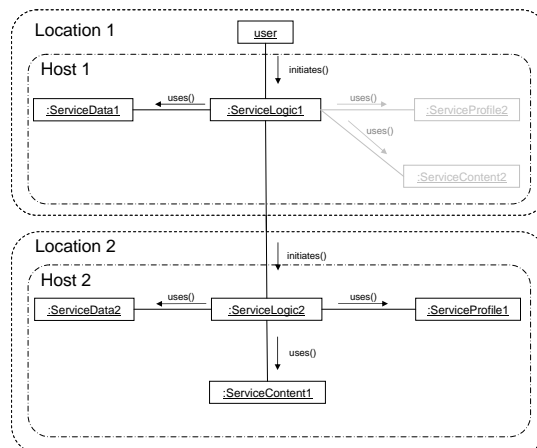 Location 1
user
Host 1
initiates()
uses()
uses()
:ServiceData1
:ServiceLogic1
:ServiceProfile2
uses()
:ServiceContent2
Location 2
initiates()
Host 2
uses()
uses()
:ServiceData2
:ServiceLogic2
:ServiceProfile1
uses()
:ServiceContent1